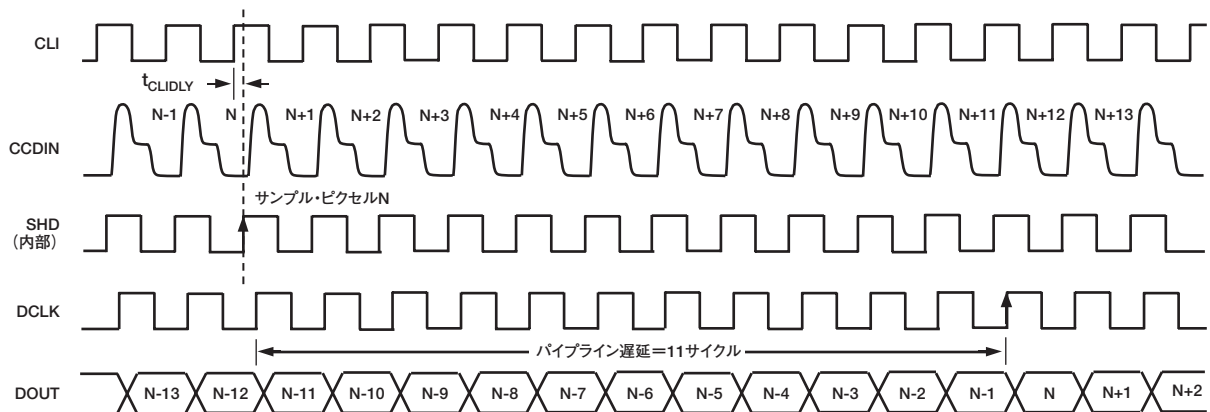 CLI
tCLIDLY
N-1 N N+1 N+2 N+3 N+4 N+5 N+6 N+7 N+8 N+9 N+10 N+11 N+12 N+13
CCDIN
サンプル・ピクセルN
SHD
(内部)
DCLK
パイプライン遅延=11サイクル
DOUT N-13 N-12 N-11 N-10 N-9 N-8 N-7 N-6 N-5 N-4 N-3 N-2 N-1 N N+1 N+2